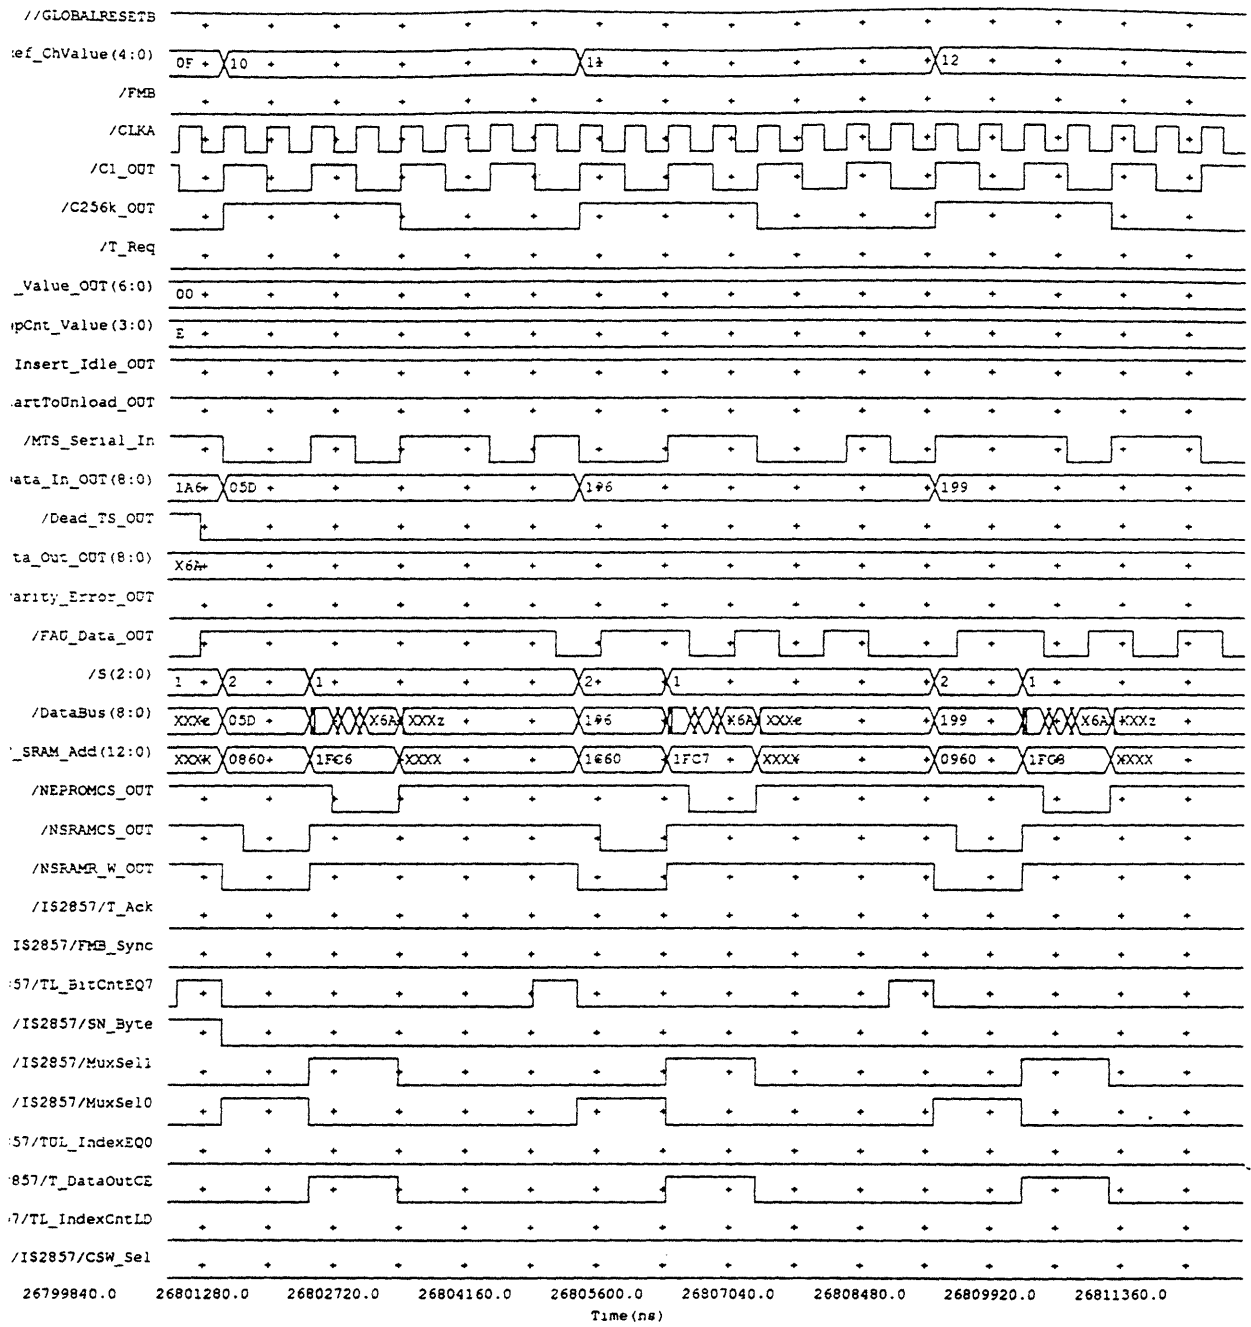 //GLOBALRESETB
ef_ChValue(4:0) 0F 10 11 12
/FMB
/CLKA
/C1_OUT
/C256k_OUT
/T_Req
_Value_OUT(6:0) 00
pCnt_Value(3:0) E
Insert_Idle_OUT
artToUnload_OUT
/MTS_Serial_In
ata_In_OUT(8:0) 1A6 05D 199
/Dead_TS_OUT
ta_Out_OUT(8:0) X6A
arity_Error_OUT
/FAU_Data_OUT
/S(2:0) 1 2 1 2 1 2 1
/DataBus(8:0) 05D X6A XXXz X6A 199 X6A XXXz
_SRAM_Add(12:0) XXXX 0860 1FC6 XXXX 1C60 1FC7 XXXX 0960 1FC8 XXXX
/NEPROMCS_OUT
/NSRAMCS_OUT
/NSRAMR_W_OUT
/IS2857/T_Ack
IS2857/FMB_Sync
57/TL_BitCntEQ7
/IS2857/SN_Byte
/IS2857/MuxSel1
/IS2857/MuxSel0
57/TUL_IndexEQ0
857/T_DataOutCE
7/TL_IndexCntLD
/IS2857/CSW_Sel
26799840.0 26801280.0 26802720.0 26804160.0 26805600.0 26807040.0 26808480.0 26809920.0 26811360.0
Time(ns)